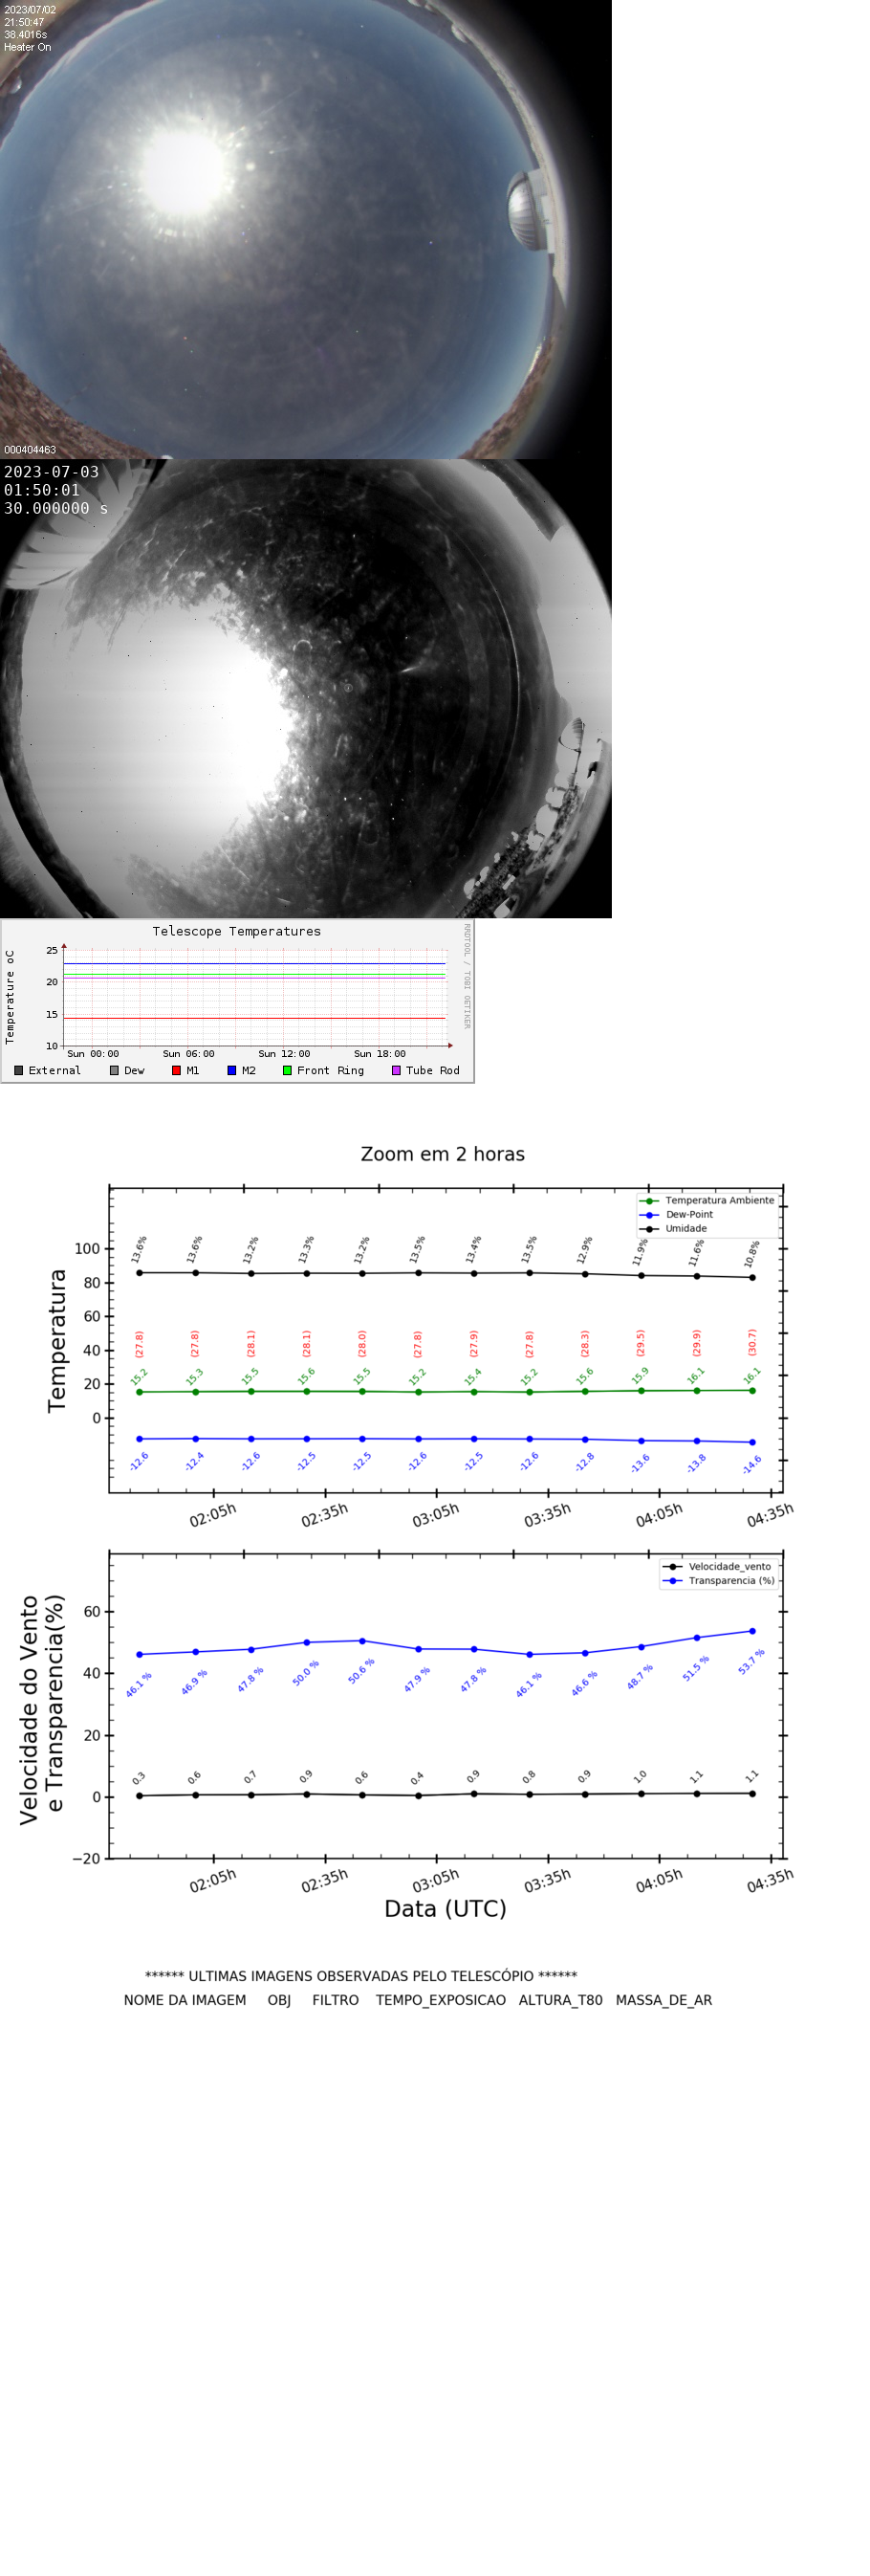 2023/07/02
21:50:47
38.4016s
Heater On
000404463
2023-07-03
01:50:01
30.000000 s
Telescope Temperatures
RRDTOOL / TOBI OETIKER
Temperature oC
25
20
15
10
Sun 00:00 Sun 06:00 Sun 12:00 Sun 18:00
External Dew M1 M2 Front Ring Tube Rod
Zoom em 2 horas
Temperatura Ambiente
Dew-Point
Umidade
Temperatura
100
80
60
40
20
0
13.6% 13.6% 13.2% 13.3% 13.2% 13.5% 13.4% 13.5% 12.9% 11.9% 11.6% 10.8%
(27.8) (27.8) (28.1) (28.1) (28.0) (27.8) (27.9) (27.8) (28.3) (29.5) (29.9) (30.7)
15.2 15.3 15.5 15.6 15.5 15.2 15.4 15.2 15.6 15.9 16.1 16.1
-12.6 -12.4 -12.6 -12.5 -12.5 -12.6 -12.5 -12.6 -12.8 -13.6 -13.8 -14.6
02:05h 02:35h 03:05h 03:35h 04:05h 04:35h
Velocidade_vento
Transparencia (%)
Velocidade do Vento
e Transparencia(%)
60
40
20
0
−20
46.1 % 46.9 % 47.8 % 50.0 % 50.6 % 47.9 % 47.8 % 46.1 % 46.6 % 48.7 % 51.5 % 53.7 %
0.3 0.6 0.7 0.9 0.6 0.4 0.9 0.8 0.9 1.0 1.1 1.1
02:05h 02:35h 03:05h 03:35h 04:05h 04:35h
Data (UTC)
****** ULTIMAS IMAGENS OBSERVADAS PELO TELESCÓPIO ******
NOME DA IMAGEM OBJ FILTRO TEMPO_EXPOSICAO ALTURA_T80 MASSA_DE_AR